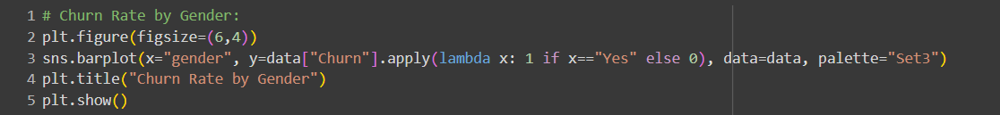 1 # Churn Rate by Gender:
2 plt.figure(figsize=(6,4))
3 sns.barplot(x="gender", y=data["Churn"].apply(lambda x: 1 if x=="Yes" else 0), data=data, palette="Set3")
4 plt.title("Churn Rate by Gender")
5 plt.show()